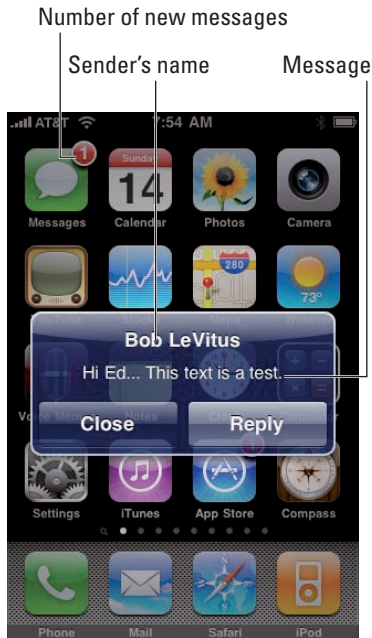 Number of new messages
Sender's name Message
AT&T 7:54 AM
1
Sunday
14
280
73°
Messages Calendar Photos Camera
Bob LeVitus
Hi Ed... This text is a test.
Close Reply
Settings iTunes App Store Compass
Phone Mail Safari iPod